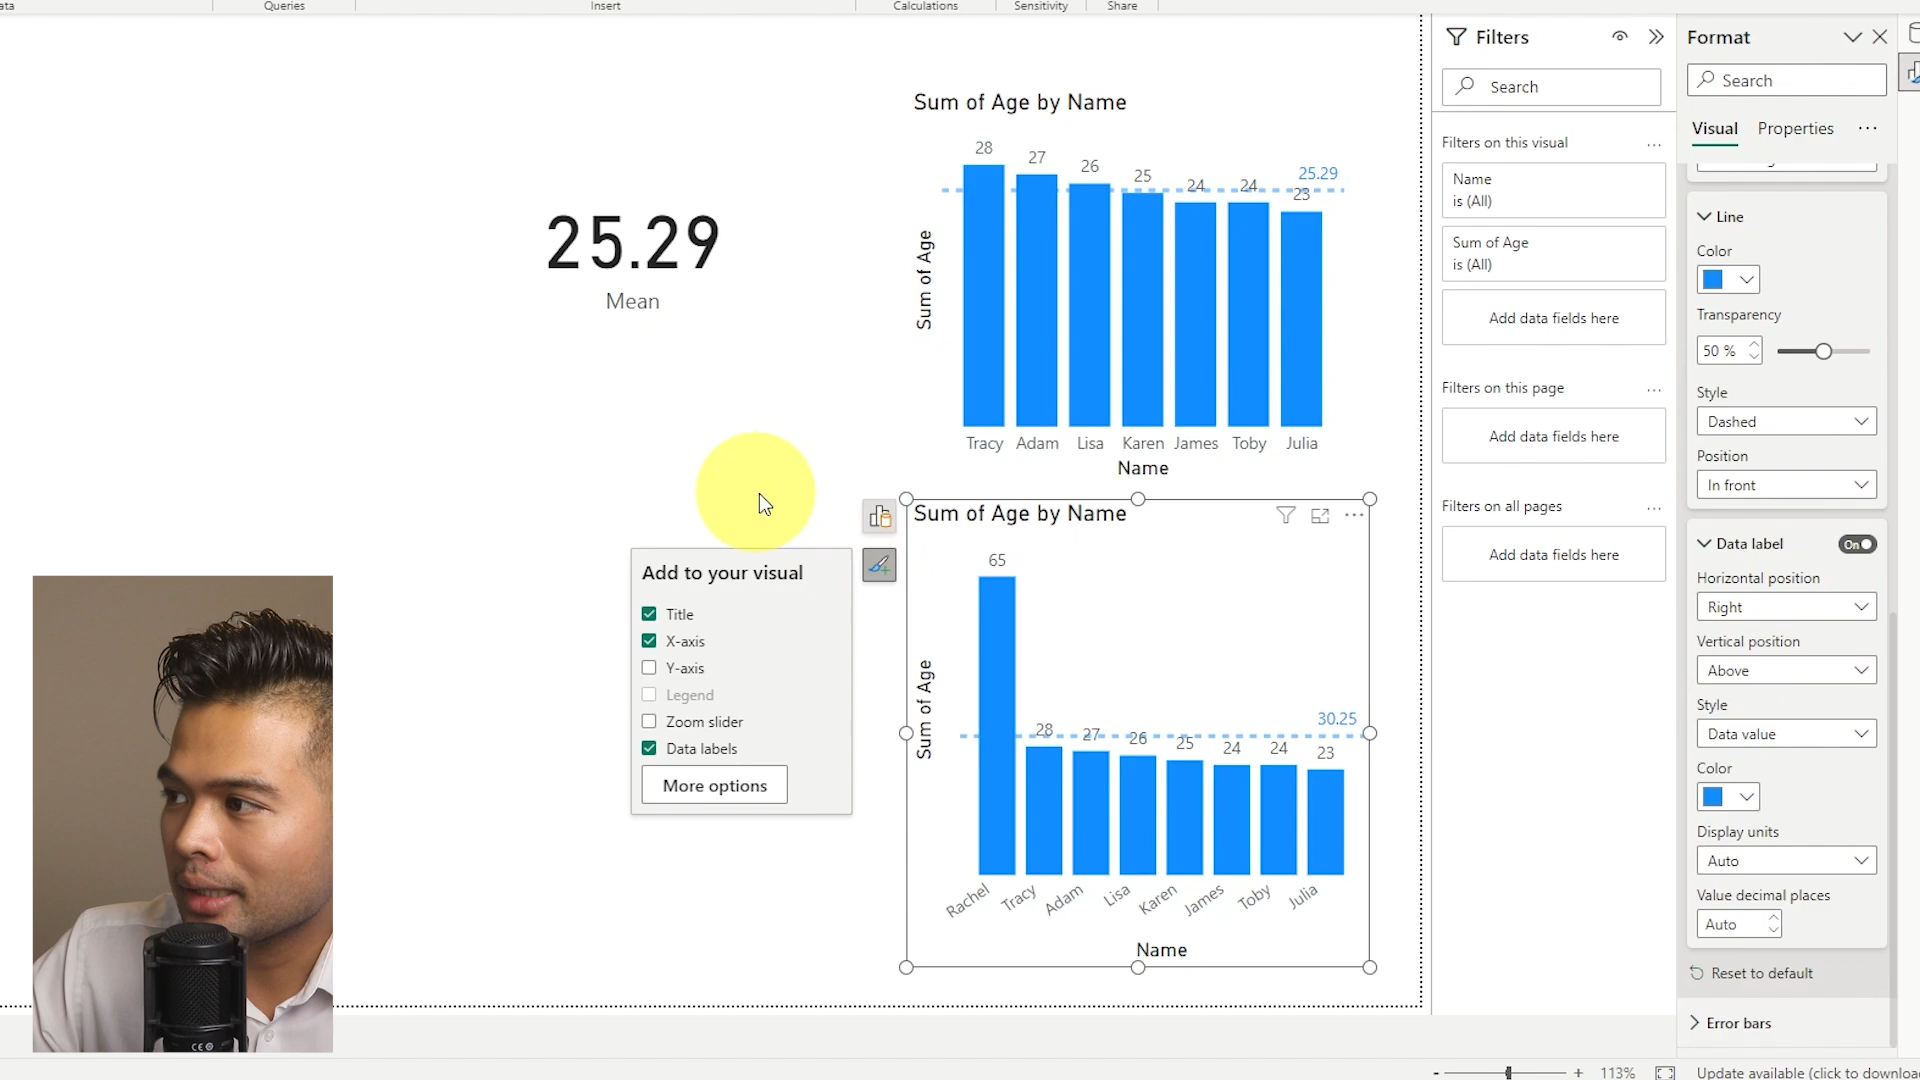 ata
Queries
Insert
Calculations
Sensitivity
Share
25.29
Mean
Sum of Age by Name
28
27
26
25
24
24
23
25.29
Sum of Age
Tracy
Adam
Lisa
Karen
James
Toby
Julia
Name
Add to your visual
Title
X-axis
Y-axis
Legend
Zoom slider
Data labels
More options
Sum of Age by Name
65
28
27
26
25
24
24
23
30.25
Sum of Age
Rachel
Tracy
Adam
Lisa
Karen
James
Toby
Julia
Name
Filters
Search
Filters on this visual
Name
is (All)
Sum of Age
is (All)
Add data fields here
Filters on this page
Add data fields here
Filters on all pages
Add data fields here
Format
Search
Visual Properties
Line
Color
Transparency
50 %
Style
Dashed
Position
In front
Data label On
Horizontal position
Right
Vertical position
Above
Style
Data value
Color
Display units
Auto
Value decimal places
Auto
Reset to default
Error bars
- + 113%
Update available (click to downloa
CE